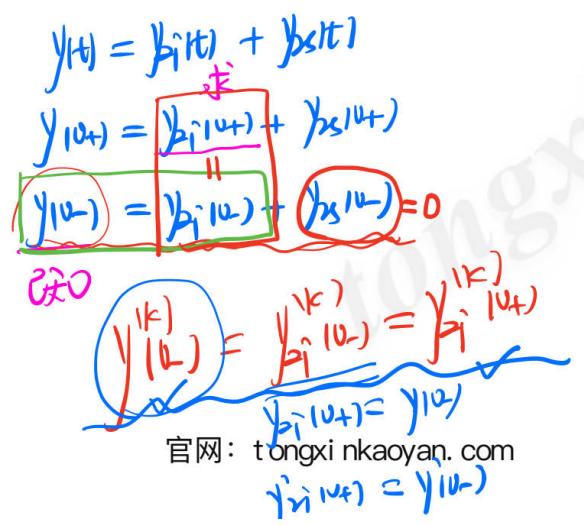 y(t) = yzi(t) + yzs(t)
求
y(0+) = yzi(0+) + yzs(0+)
=
y(0-) = yzi(0-) + yzs(0-) = 0
已知
y^(k)(0-) = yzi^(k)(0-) = yzi^(k)(0+)
yzi(0+) = y(0-)
官网：tongxinkaoyan.com
y'zi(0+) = y'(0-)
tongx